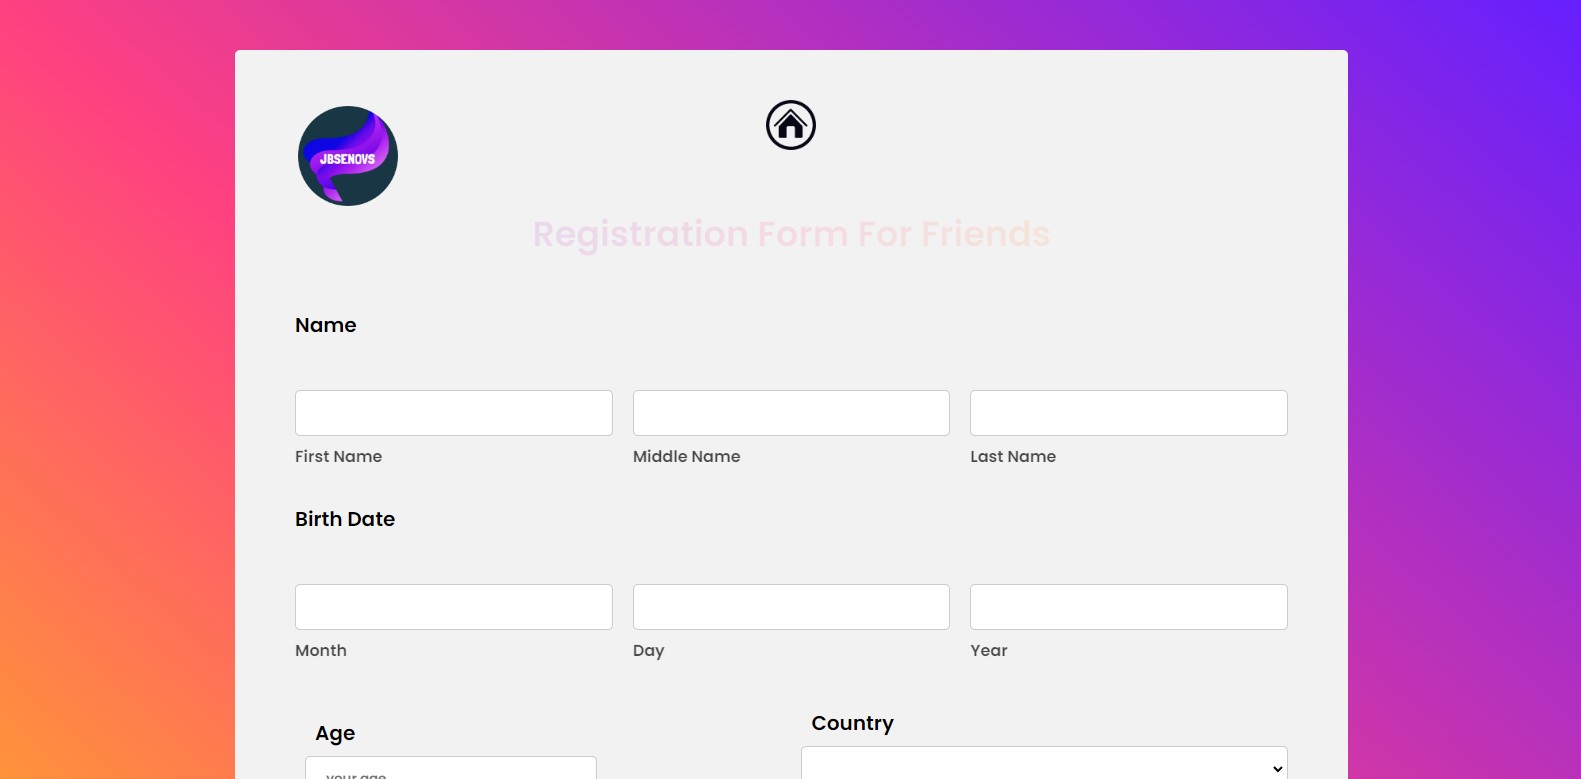 JBSENOVS
Registration Form For Friends
Name
First Name Middle Name Last Name
Birth Date
Month Day Year
Age Country
your age